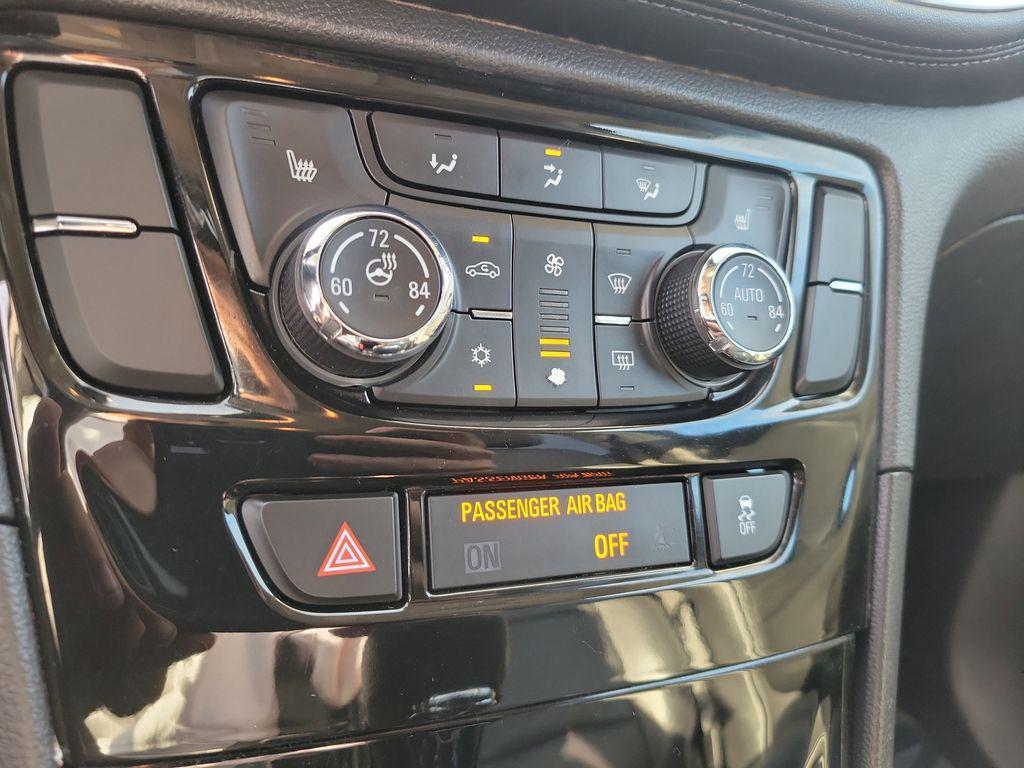 72
60 84
72
AUTO
60 84
PASSENGER AIR BAG
ON OFF
OFF